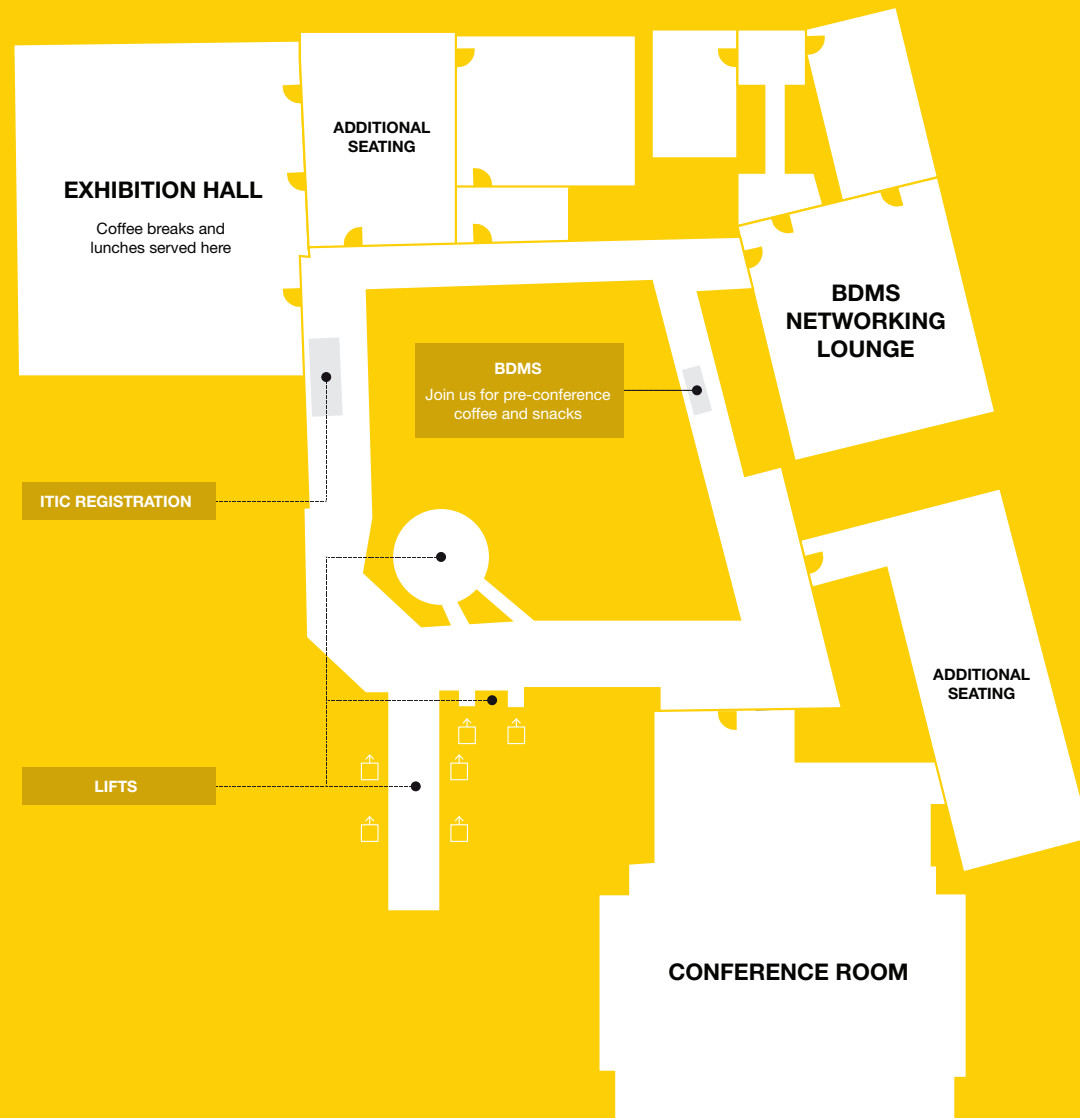 ADDITIONAL
SEATING
EXHIBITION HALL
Coffee breaks and
lunches served here
BDMS
NETWORKING
LOUNGE
BDMS
Join us for pre-conference
coffee and snacks
ITIC REGISTRATION
ADDITIONAL
SEATING
LIFTS
CONFERENCE ROOM